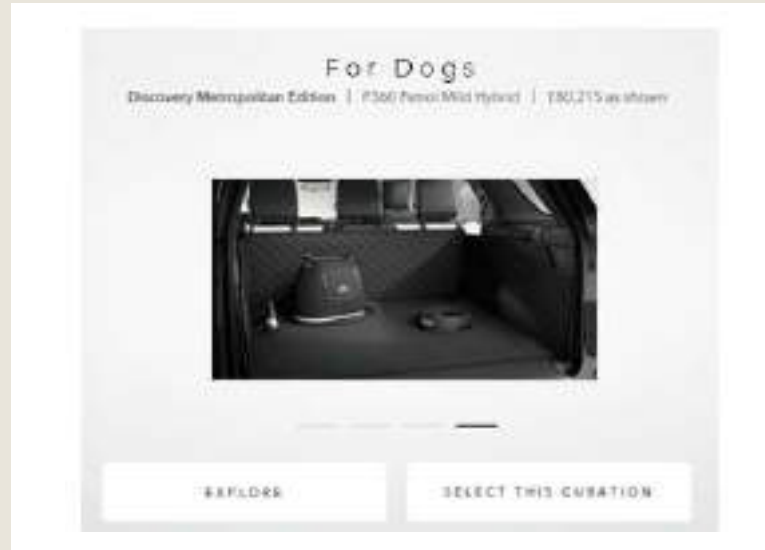 For Dogs
Discovery Metropolitan Edition | P360 Petrol Mild Hybrid | £80,215 as shown
EXPLORE
SELECT THIS CURATION